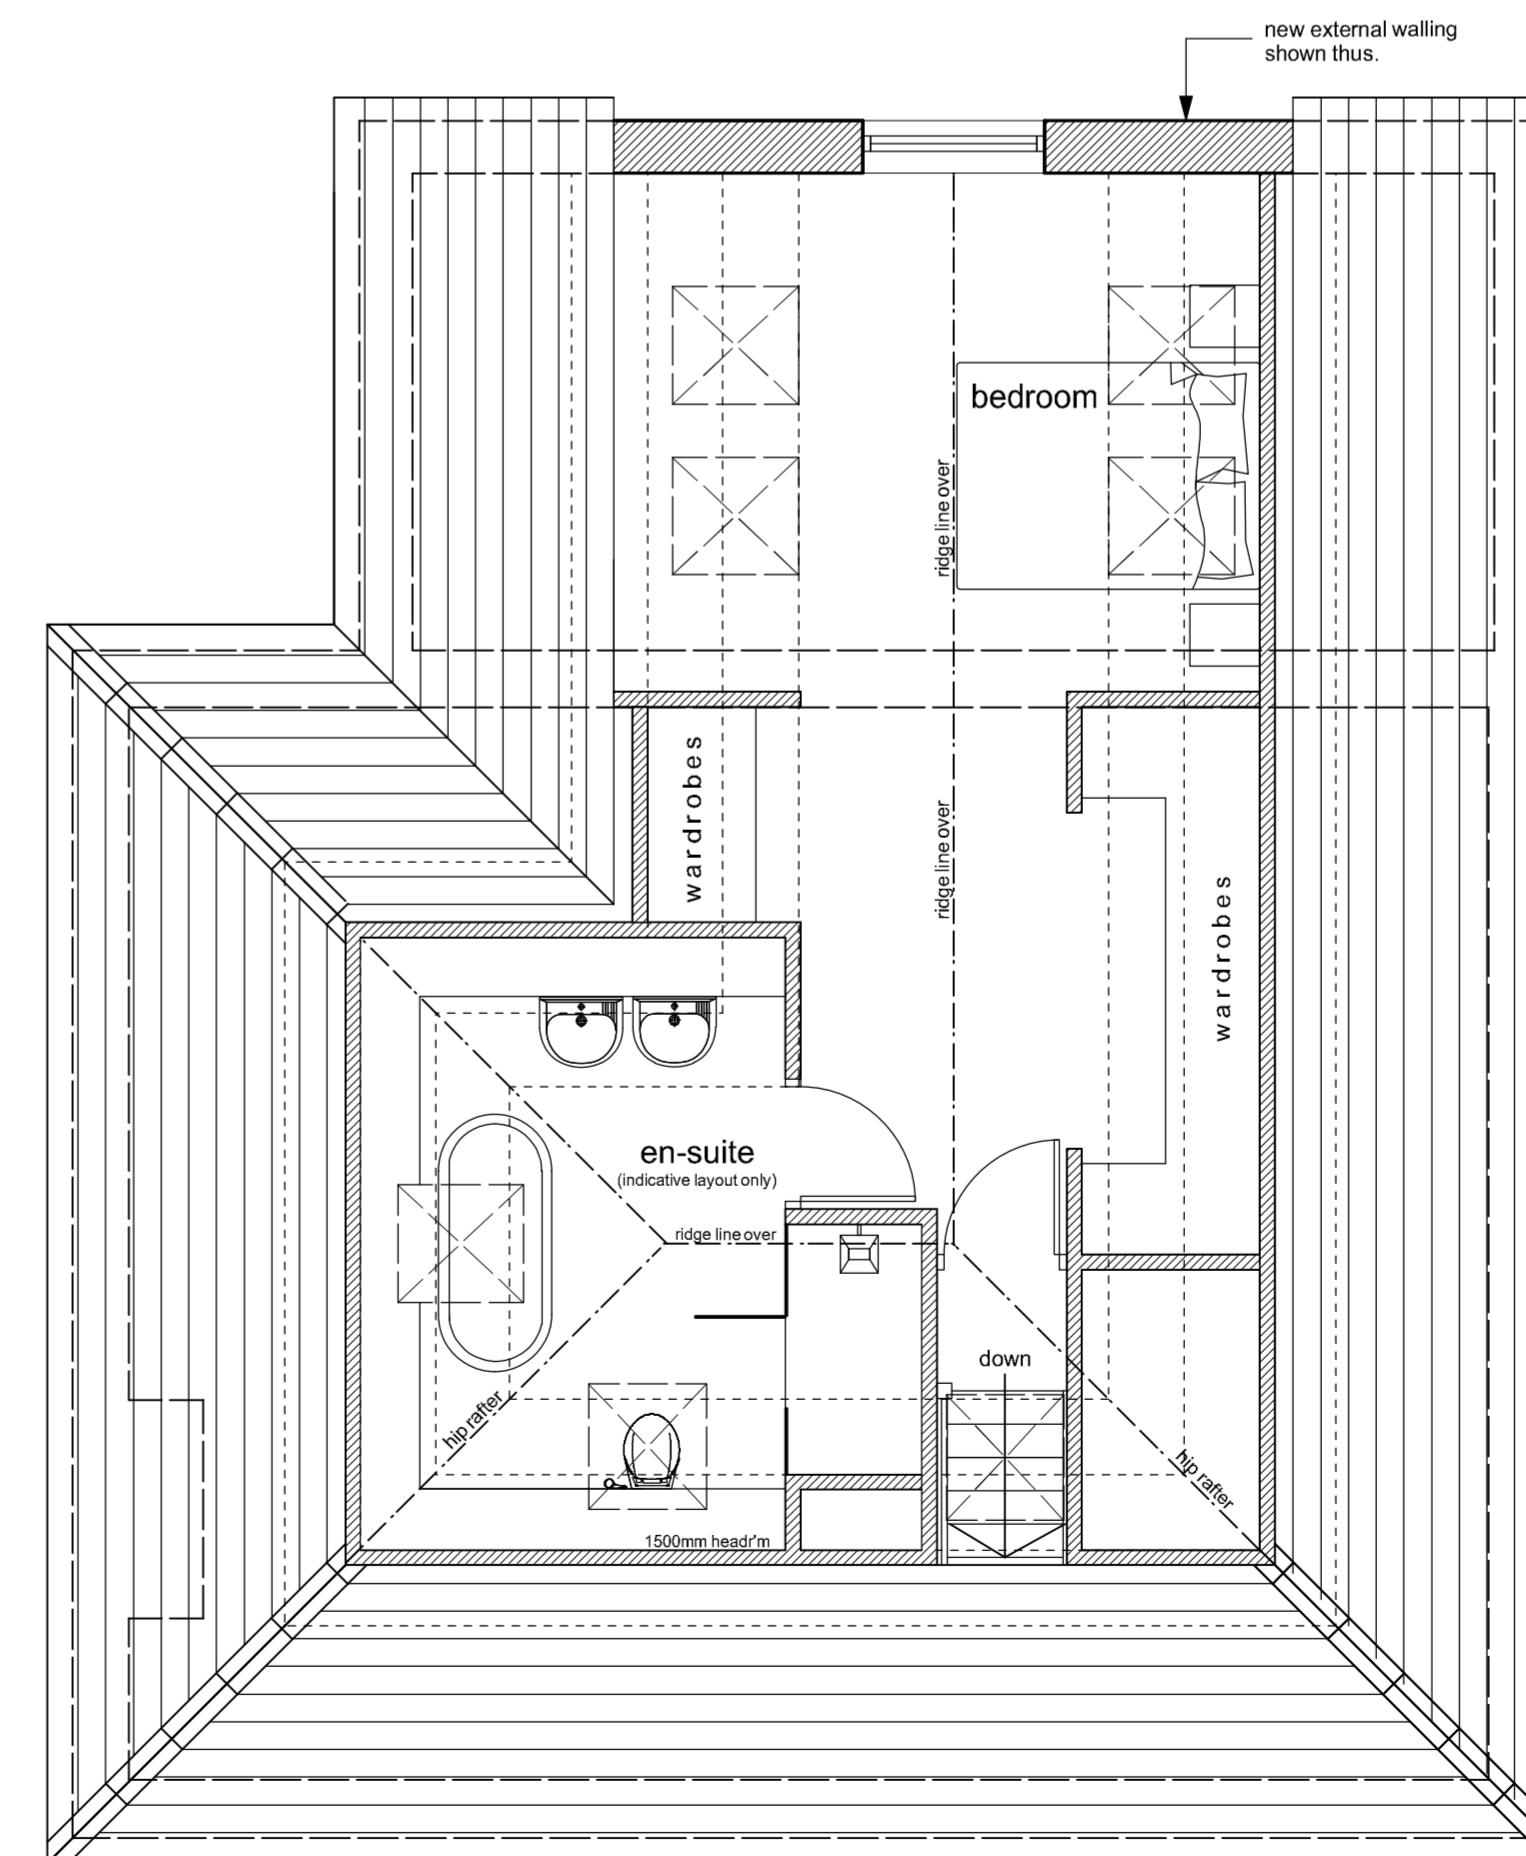 new external walling
shown thus.
bedroom
ridge line over
wardrobes
ridge line over
wardrobes
en-suite
(indicative layout only)
ridge line over
down
hip rafter
hip rafter
1500mm headr'm